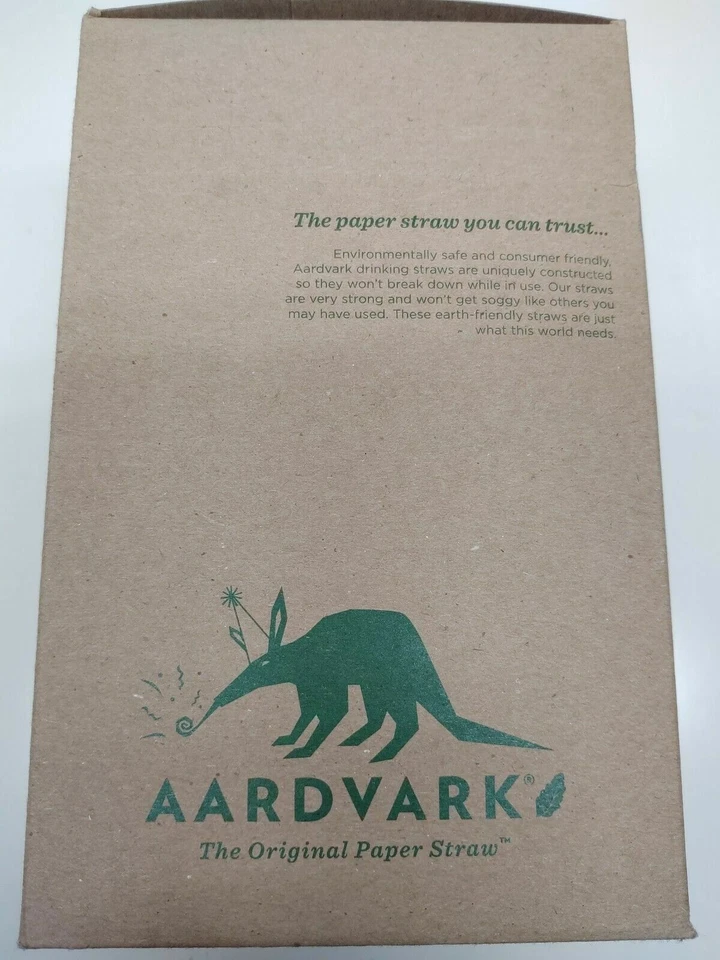 The paper straw you can trust...
Environmentally safe and consumer friendly,
Aardvark drinking straws are uniquely constructed
so they won't break down while in use. Our straws
are very strong and won't get soggy like others you
may have used. These earth-friendly straws are just
what this world needs.
AARDVARK®
The Original Paper Straw™